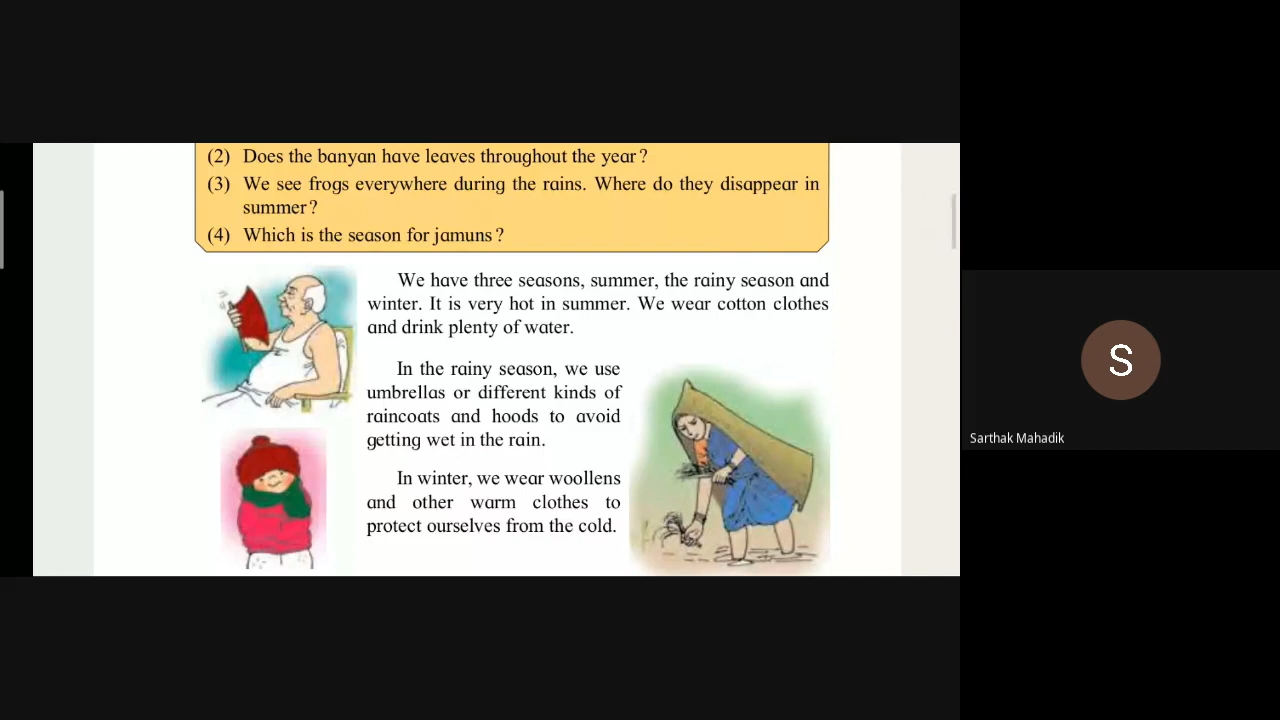 (2) Does the banyan have leaves throughout the year?
(3) We see frogs everywhere during the rains. Where do they disappear in
summer?
(4) Which is the season for jamuns?
We have three seasons, summer, the rainy season and
winter. It is very hot in summer. We wear cotton clothes
and drink plenty of water.
In the rainy season, we use
umbrellas or different kinds of
raincoats and hoods to avoid
getting wet in the rain.
In winter, we wear woollens
and other warm clothes to
protect ourselves from the cold.
S
Sarthak Mahadik